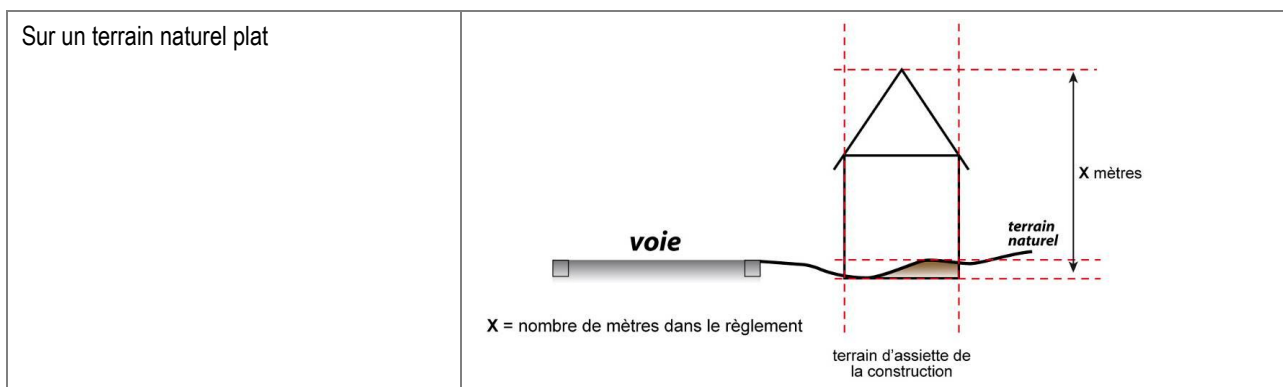 Sur un terrain naturel plat
X mètres
terrain
naturel
voie
X = nombre de mètres dans le règlement
terrain d'assiette de
la construction